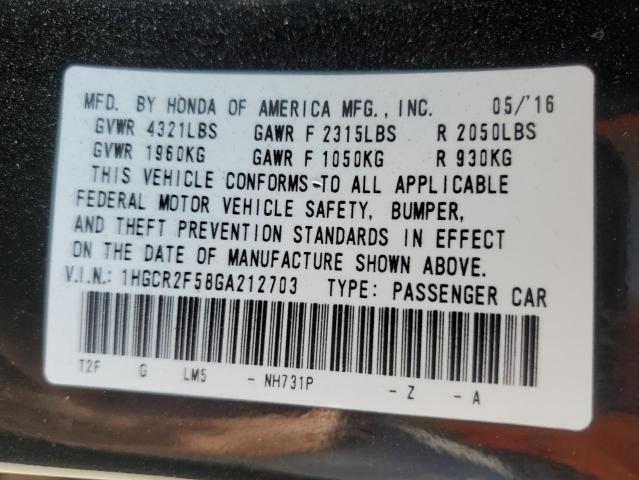 MFD. BY HONDA OF AMERICA MFG., INC. 05/'16
GVWR 4321LBS GAWR F 2315LBS R 2050LBS
GVWR 1960KG GAWR F 1050KG R 930KG
THIS VEHICLE CONFORMS TO ALL APPLICABLE
FEDERAL MOTOR VEHICLE SAFETY, BUMPER,
AND THEFT PREVENTION STANDARDS IN EFFECT
ON THE DATE OF MANUFACTURE SHOWN ABOVE.
V.I.N.: 1HGCR2F58GA212703 TYPE: PASSENGER CAR
T2F G LM5 - NH731P - Z - A